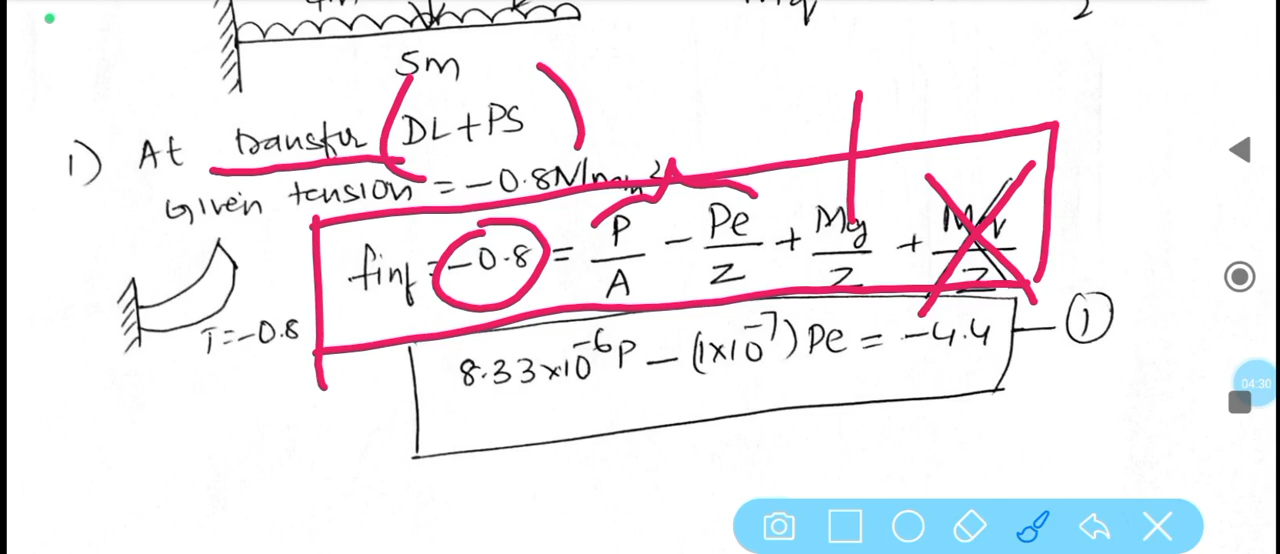 5m
1) At transfer (DL+PS)
Given tension = -0.8N/mm²
finf = -0.8 = P/A - Pe/Z + Mg/Z +
T=-0.8
8.33×10⁻⁶P - (1×10⁻⁷) Pe = -4.4 — ①
04:30